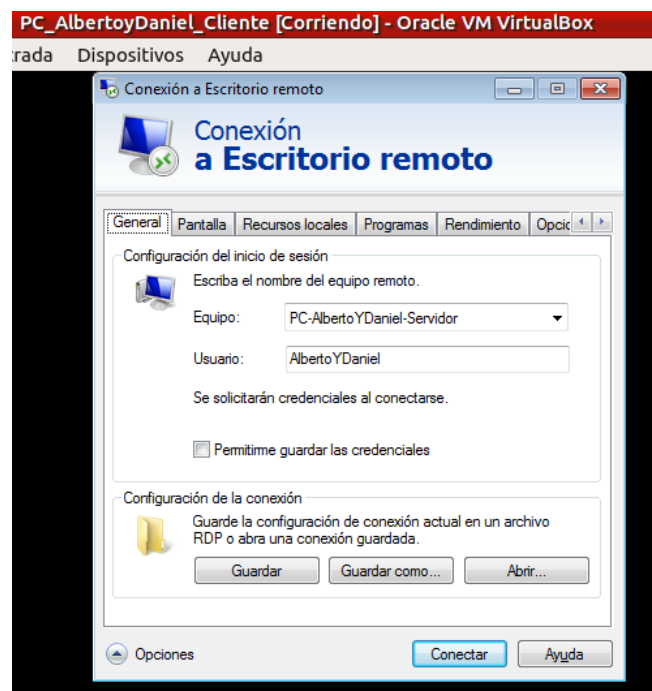 PC_AlbertoyDaniel_Cliente [Corriendo] - Oracle VM VirtualBox
Dispositivos Ayuda
Conexión a Escritorio remoto
Conexión
a Escritorio remoto
General Pantalla Recursos locales Programas Rendimiento
Configuración del inicio de sesión
Escriba el nombre del equipo remoto.
Equipo: PC-AlbertoYDaniel-Servidor
Usuario: AlbertoYDaniel
Se solicitarán credenciales al conectarse.
Permitirme guardar las credenciales
Configuración de la conexión
Guarde la configuración de conexión actual en un archivo
RDP o abra una conexión guardada.
Guardar Guardar como... Abrir...
Opciones Conectar Ayuda